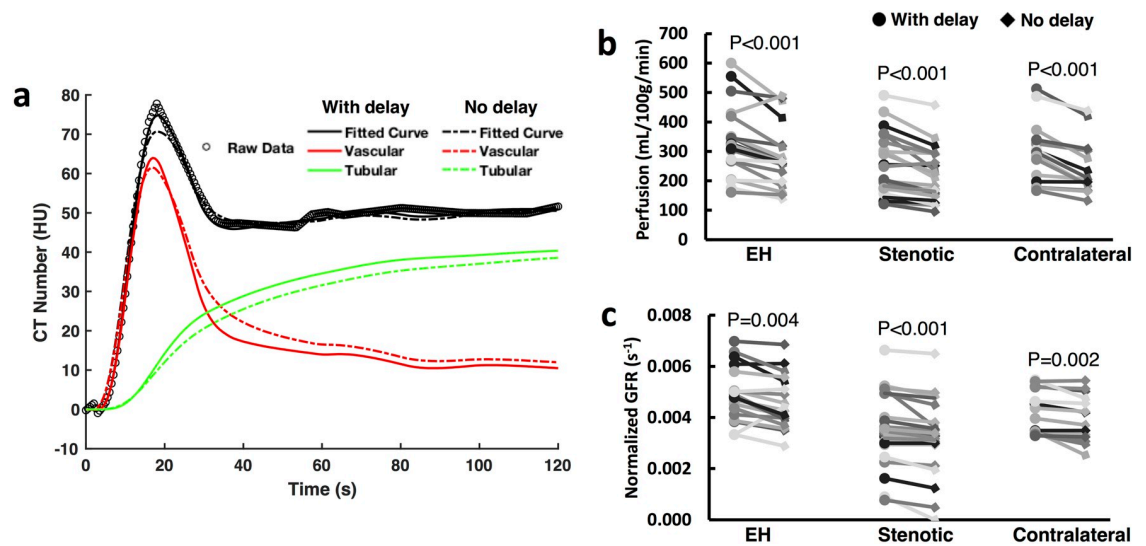 a
80
70
60
50
40
30
20
10
0
-10
CT Number (HU)
0 20 40 60 80 100 120
Time (s)
With delay No delay
Raw Data Fitted Curve Fitted Curve
Vascular Vascular
Tubular Tubular
b
With delay No delay
700
600
500
400
300
200
100
0
Perfusion (mL/100g/min)
P<0.001 P<0.001 P<0.001
EH Stenotic Contralateral
c
0.008
0.006
0.004
0.002
0.000
Normalized GFR (s⁻¹)
P=0.004 P<0.001 P=0.002
EH Stenotic Contralateral